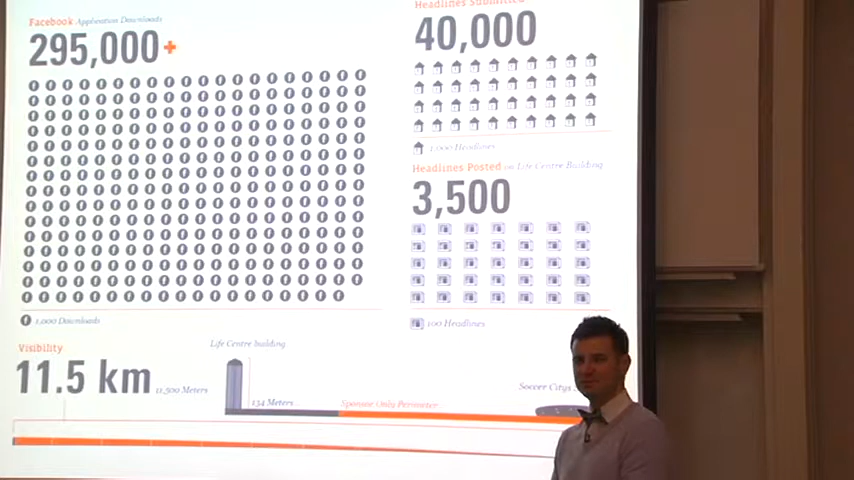 Facebook Application Downloads
295,000+
1,000 Downloads
Headlines Submitted
40,000
1,000 Headlines
Headlines Posted on Life Centre Building
3,500
100 Headlines
Visibility
11.5 km 11,500 Meters
Life Centre building
134 Meters
Sponsor Only Perimeter
Soccer City